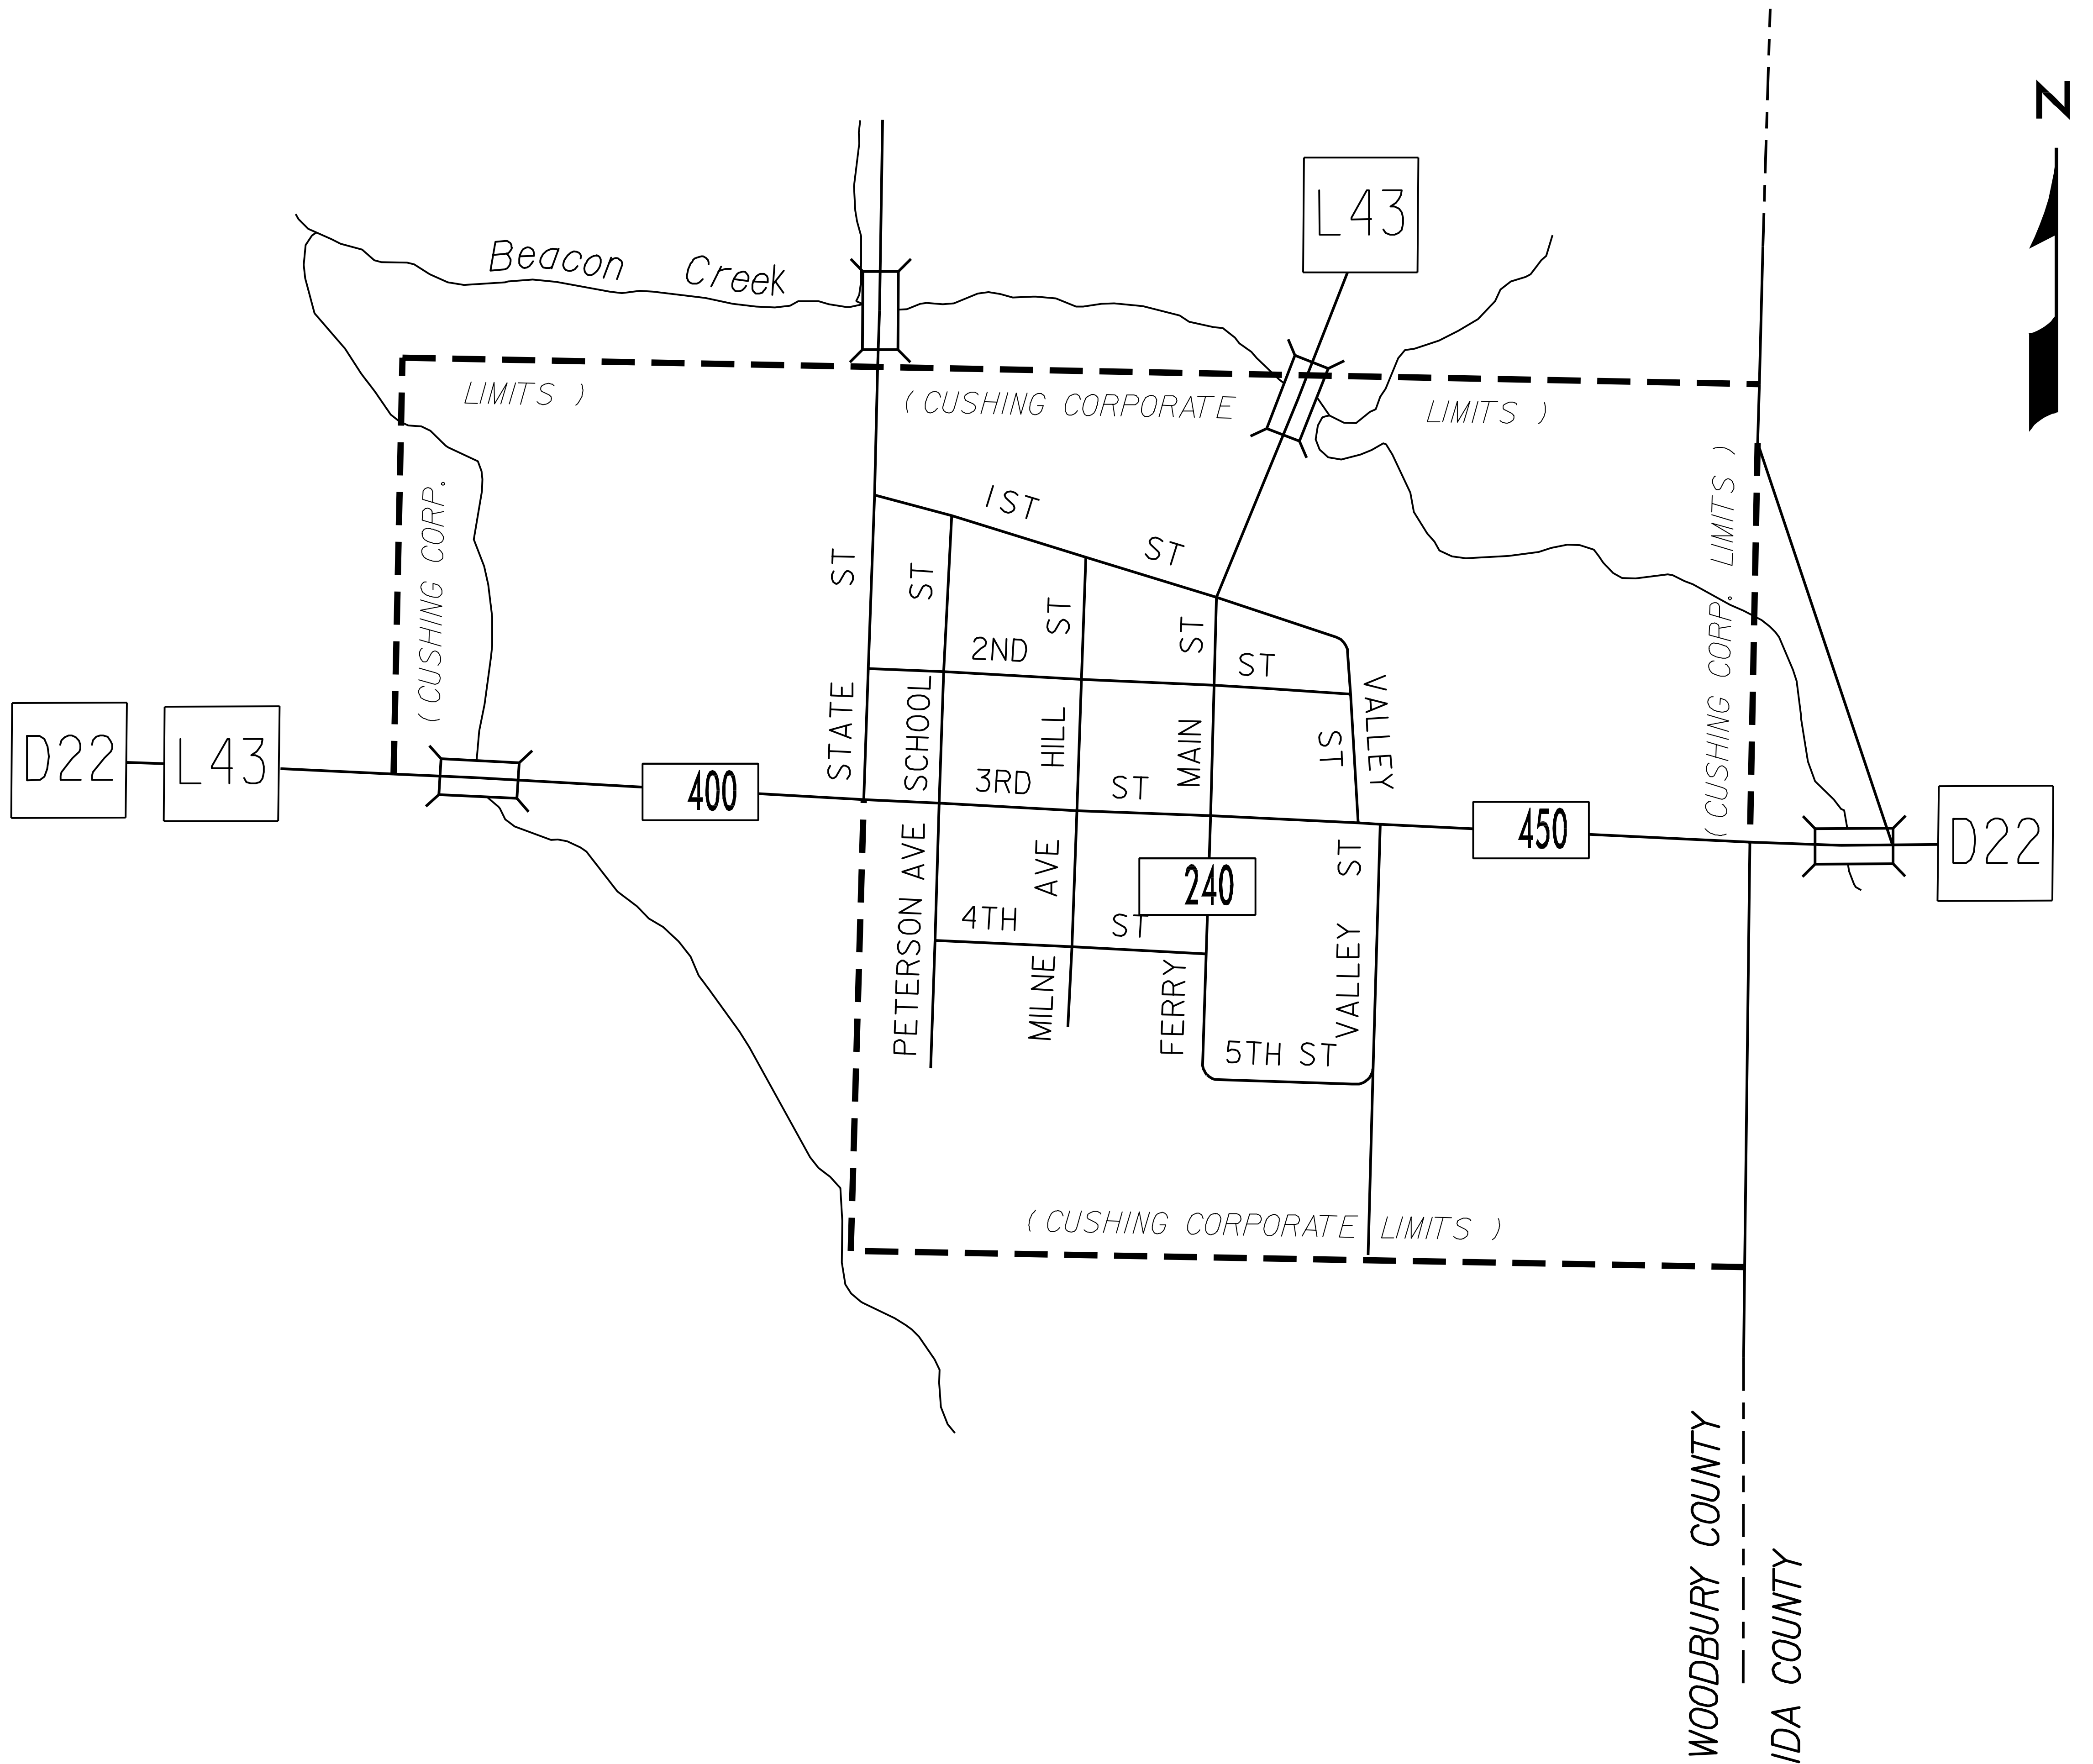 N
L43
Beacon Creek
LIMITS )
( CUSHING CORPORATE LIMITS )
( CUSHING CORP.
( CUSHING CORP. LIMITS )
1ST ST
STATE ST
SCHOOL ST
HILL ST
MAIN ST
2ND ST
VALLEY ST
D22
L43
3RD ST
400
450
D22
PETERSON AVE
MILNE AVE
240
FERRY
VALLEY ST
4TH ST
5TH ST
( CUSHING CORPORATE LIMITS )
WOODBURY COUNTY
IDA COUNTY